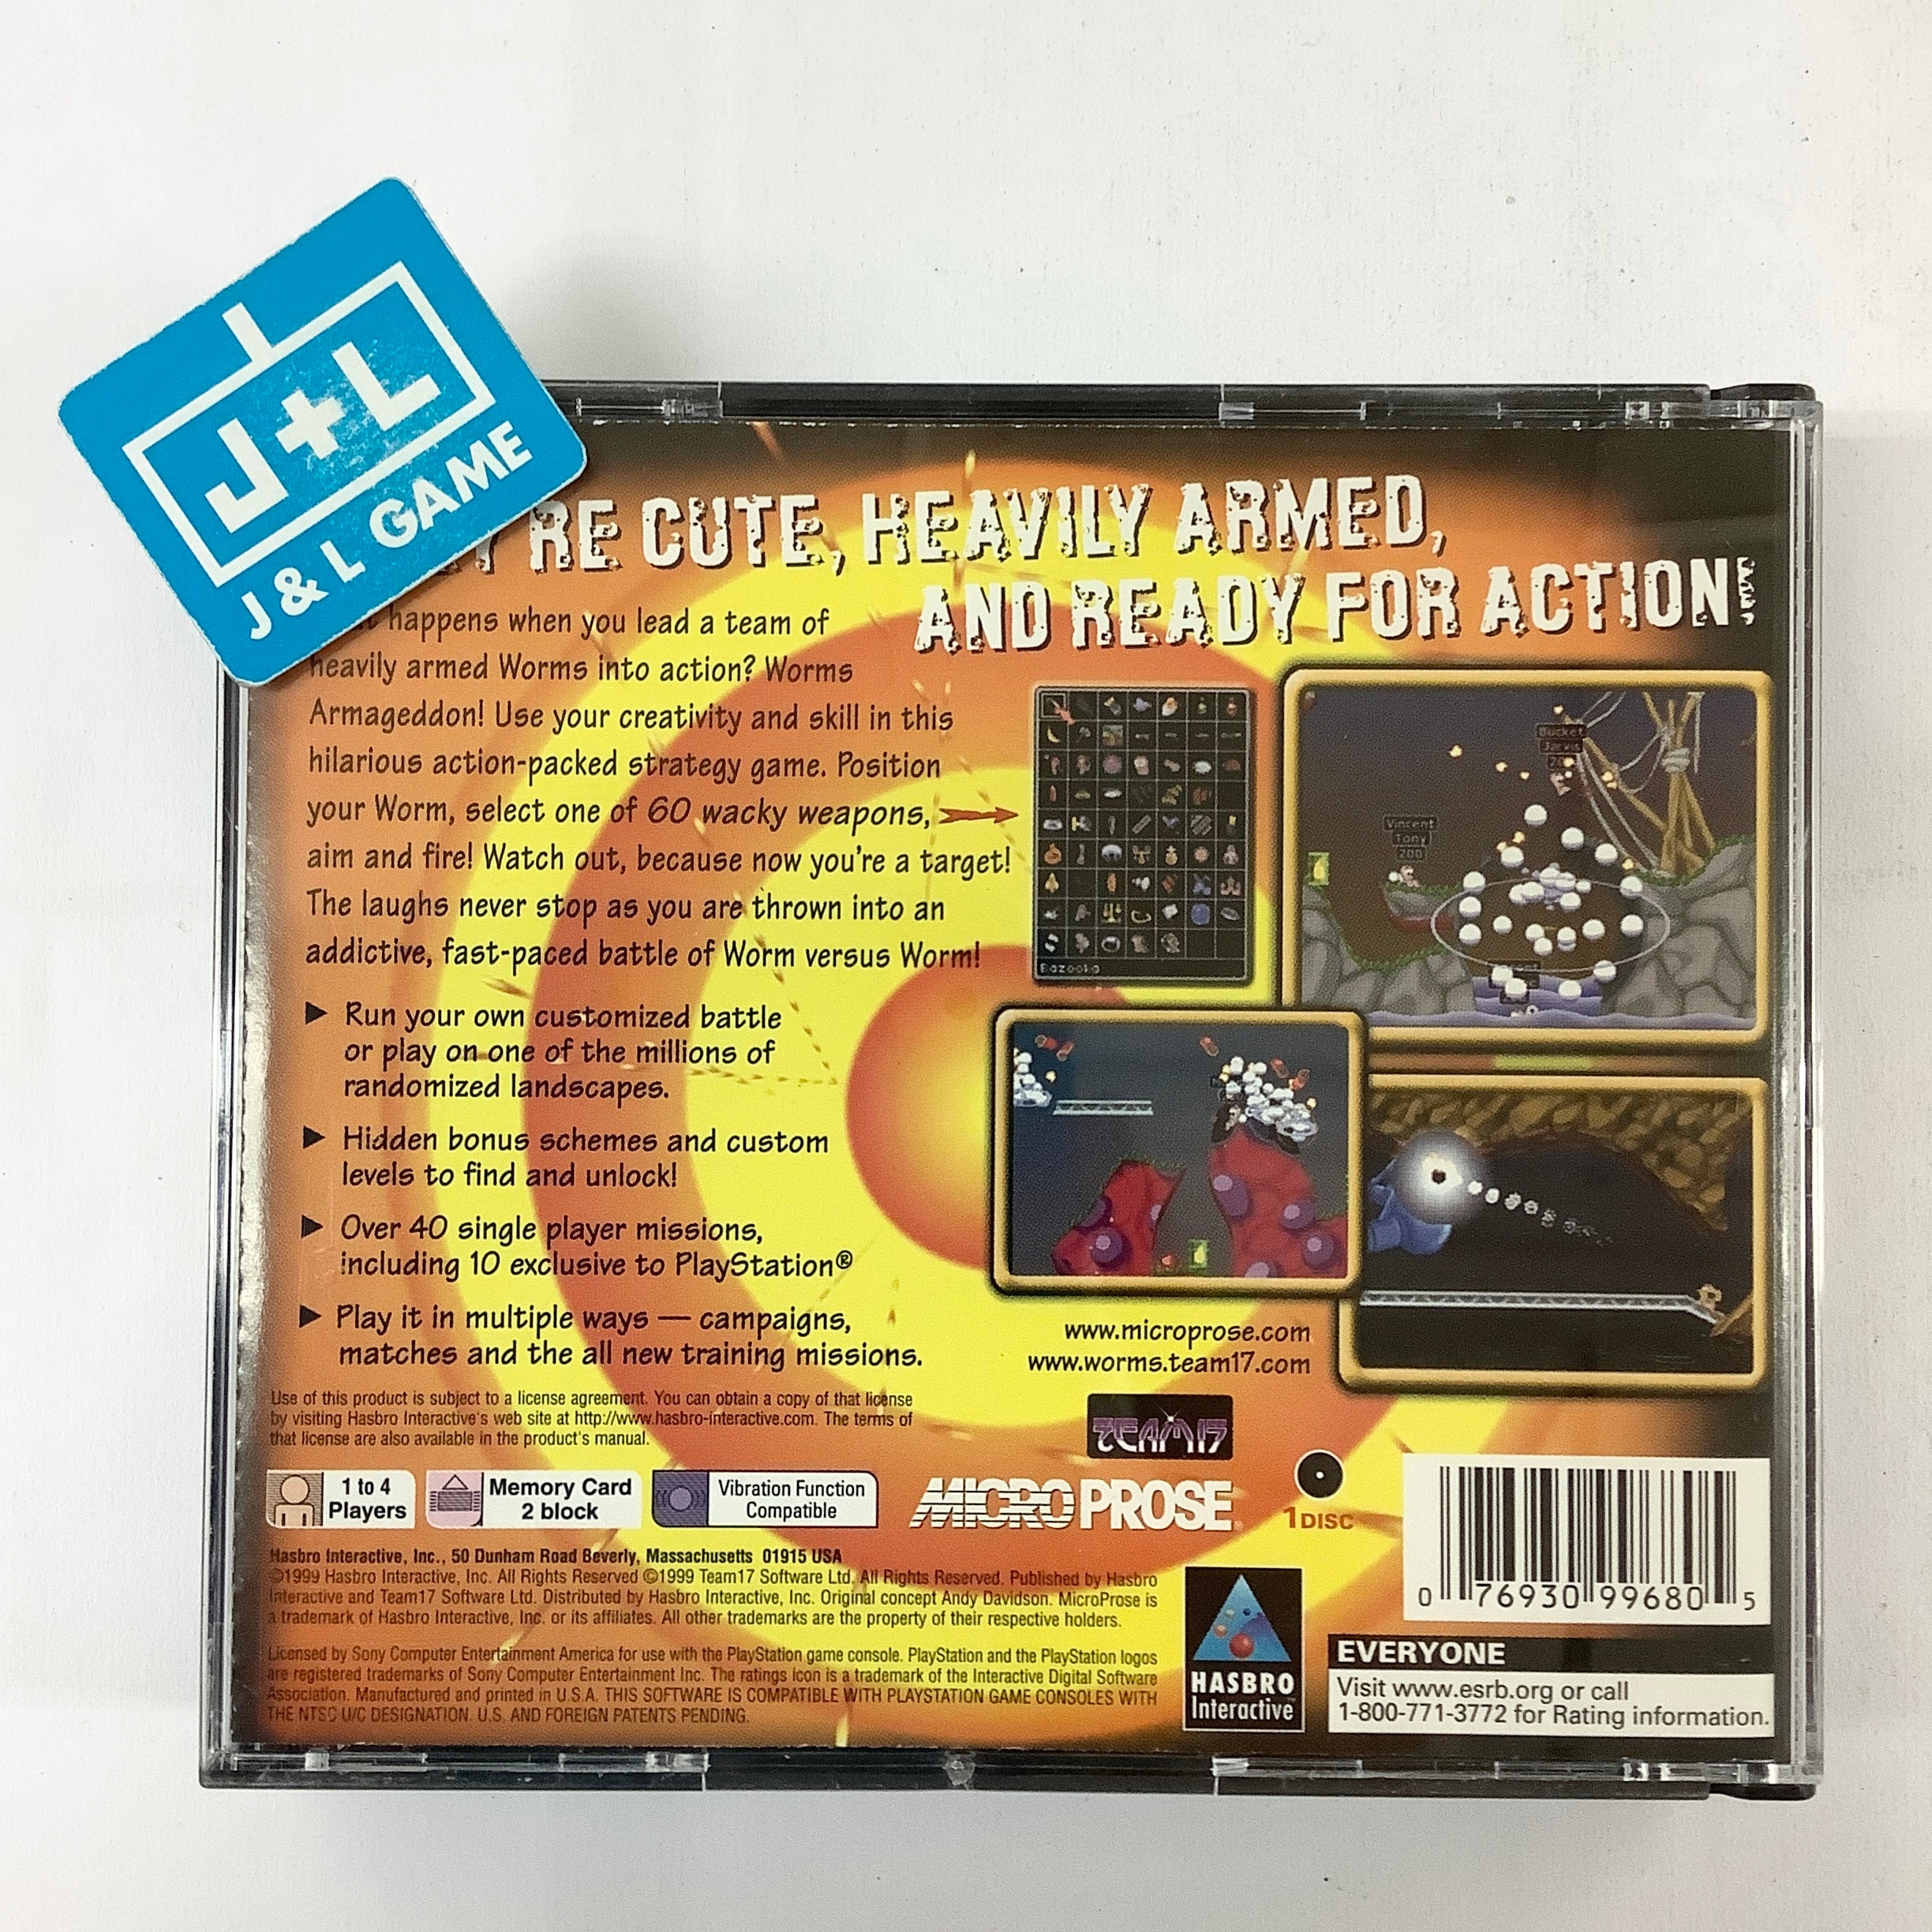 J+L
J & L GAME
'RE CUTE, HEAVILY ARMED,
AND READY FOR ACTION!
happens when you lead a team of
heavily armed Worms into action? Worms
Armageddon! Use your creativity and skill in this
hilarious action-packed strategy game. Position
your Worm, select one of 60 wacky weapons,
aim and fire! Watch out, because now you're a target!
The laughs never stop as you are thrown into an
addictive, fast-paced battle of Worm versus Worm!
Bazooka
Bucket
Jarvis
Vincent
Tony
200
► Run your own customized battle
or play on one of the millions of
randomized landscapes.
► Hidden bonus schemes and custom
levels to find and unlock!
► Over 40 single player missions,
including 10 exclusive to PlayStation®
► Play it in multiple ways — campaigns,
matches and the all new training missions.
www.microprose.com
www.worms.team17.com
Use of this product is subject to a license agreement. You can obtain a copy of that license
by visiting Hasbro Interactive's web site at http://www.hasbro-interactive.com. The terms of
that license are also available in the product's manual.
TEAM17
1 to 4
Players
Memory Card
2 block
Vibration Function
Compatible
MICROPROSE
1 DISC
Hasbro Interactive, Inc., 50 Dunham Road Beverly, Massachusetts 01915 USA
©1999 Hasbro Interactive, Inc. All Rights Reserved ©1999 Team17 Software Ltd. All Rights Reserved. Published by Hasbro
Interactive and Team17 Software Ltd. Distributed by Hasbro Interactive, Inc. Original concept Andy Davidson. MicroProse is
a trademark of Hasbro Interactive, Inc. or its affiliates. All other trademarks are the property of their respective holders.
Licensed by Sony Computer Entertainment America for use with the PlayStation game console. PlayStation and the PlayStation logos
are registered trademarks of Sony Computer Entertainment Inc. The ratings icon is a trademark of the Interactive Digital Software
Association. Manufactured and printed in U.S.A. THIS SOFTWARE IS COMPATIBLE WITH PLAYSTATION GAME CONSOLES WITH
THE NTSC U/C DESIGNATION. U.S. AND FOREIGN PATENTS PENDING.
HASBRO
Interactive™
0 76930 99680 5
EVERYONE
Visit www.esrb.org or call
1-800-771-3772 for Rating information.